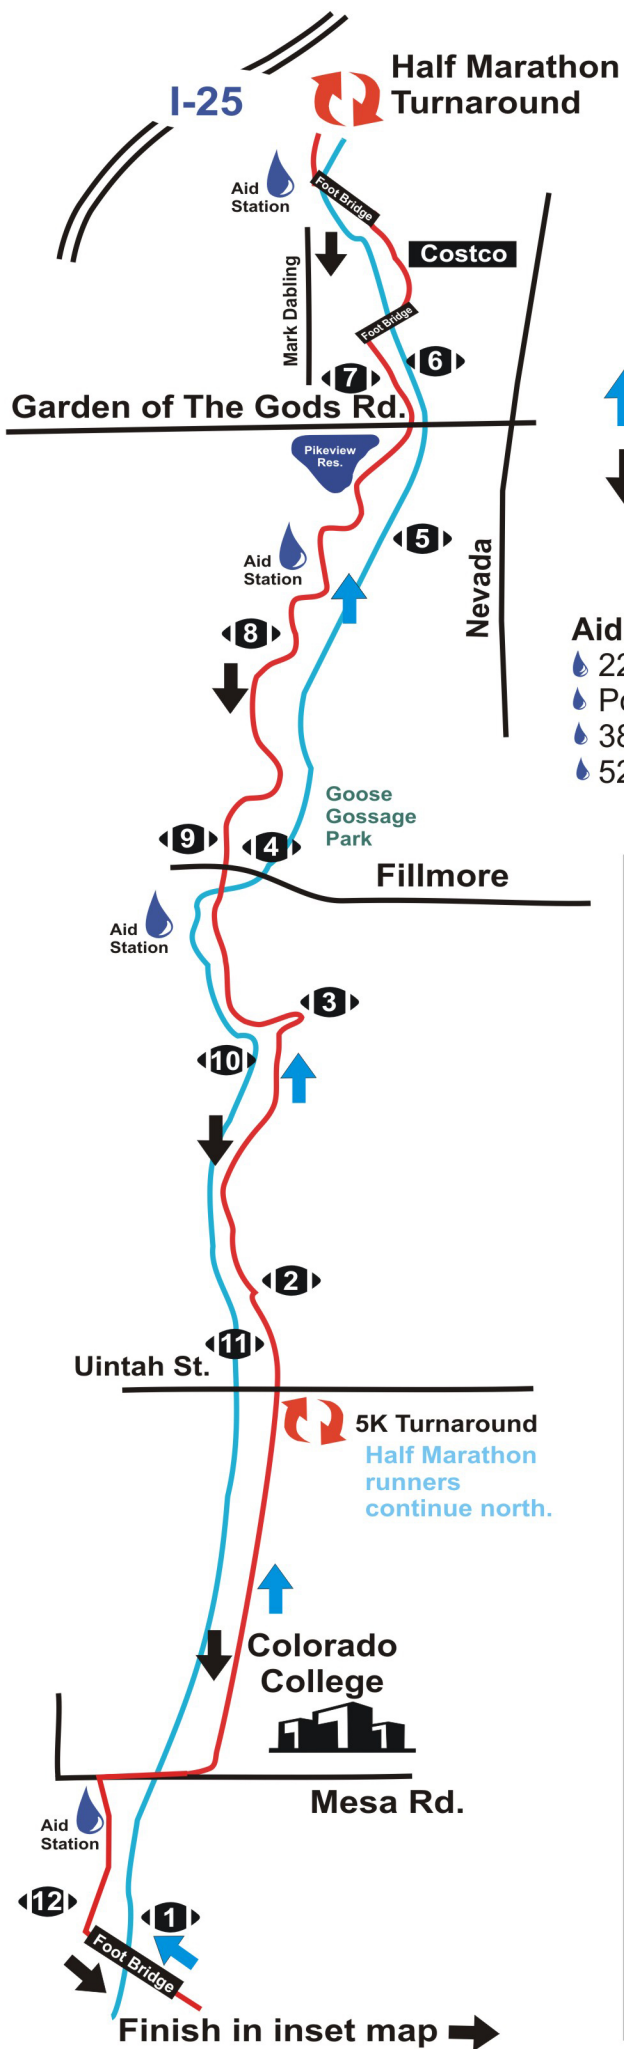 Half Marathon
Turnaround
I-25
Aid
Station
Foot Bridge
Costco
Mark Dabling
Foot Bridge
6
7
Garden of The Gods Rd.
Pikeview
Res.
5
Nevada
Aid
Station
8
Aid
22
38
52
Goose
Gossage
Park
9
4
Fillmore
Aid
Station
3
10
2
11
Uintah St.
5K Turnaround
Half Marathon
runners
continue north.
Colorado
College
Mesa Rd.
Aid
Station
12
1
Foot Bridge
Finish in inset map